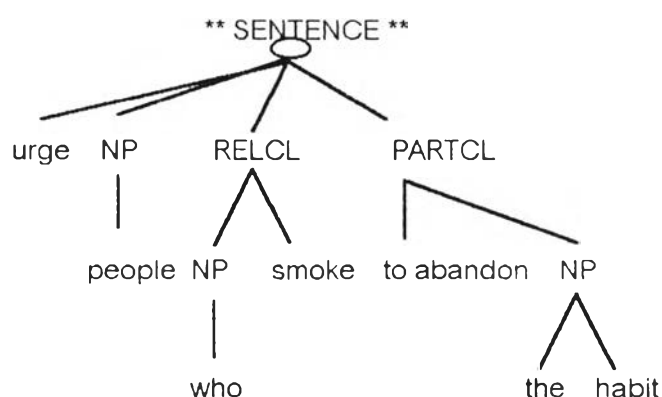 ** SENTENCE **
urge NP RELCL PARTCL
people NP smoke to abandon NP
who the habit